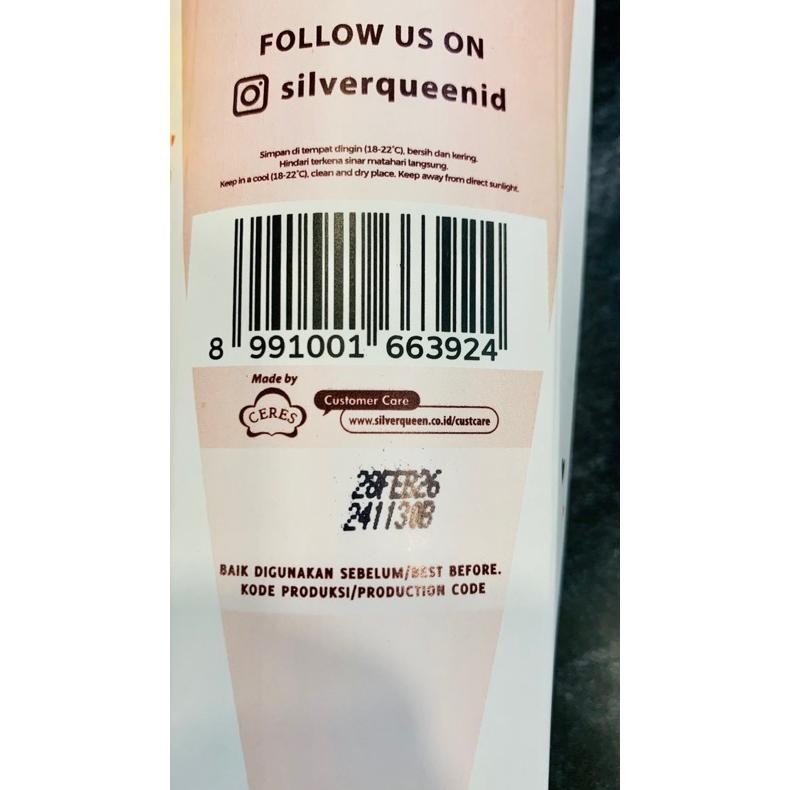 FOLLOW US ON
silverqueenid
Simpan di tempat dingin (18-22°C), bersih dan kering.
Hindari terkena sinar matahari langsung.
Keep in a cool (18-22°C), clean and dry place. Keep away from direct sunlight.
8 991001 663924
Made by
CERES
Customer Care
www.silverqueen.co.id/custcare
28FEB26
241130B
BAIK DIGUNAKAN SEBELUM/BEST BEFORE.
KODE PRODUKSI/PRODUCTION CODE